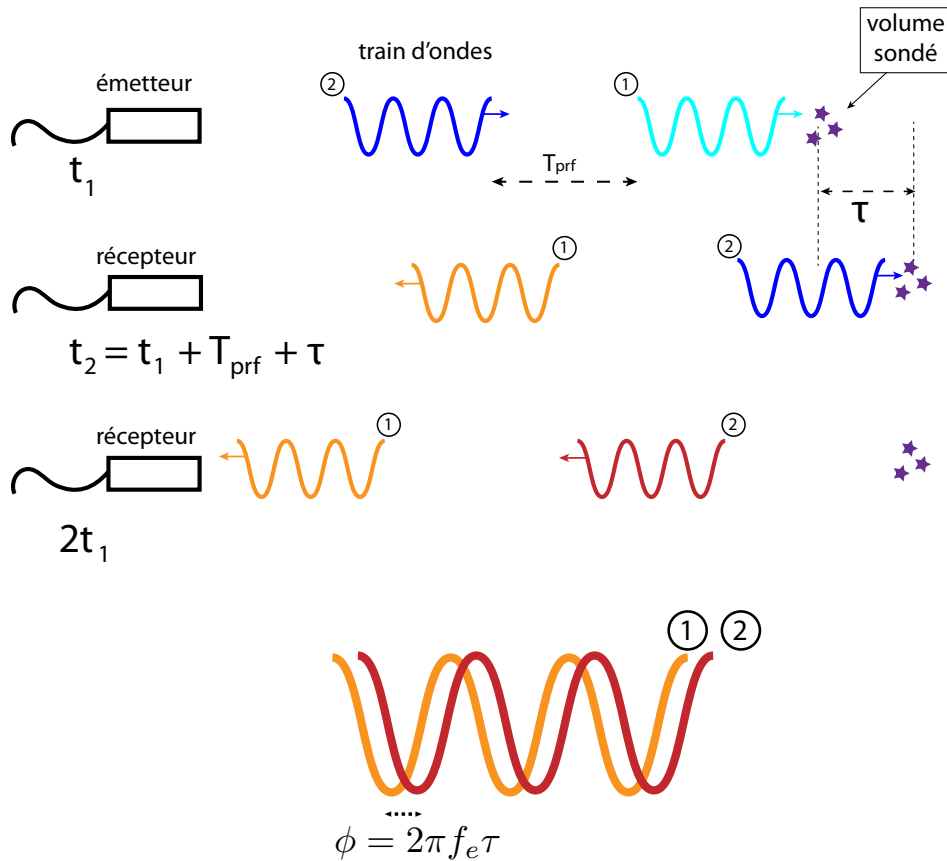 volume
sondé
train d'ondes
émetteur
②
①
t₁
Tprf
τ
récepteur
①
②
t₂ = t₁ + Tprf + τ
récepteur
①
②
2t₁
① ②
ϕ = 2πfₑτ